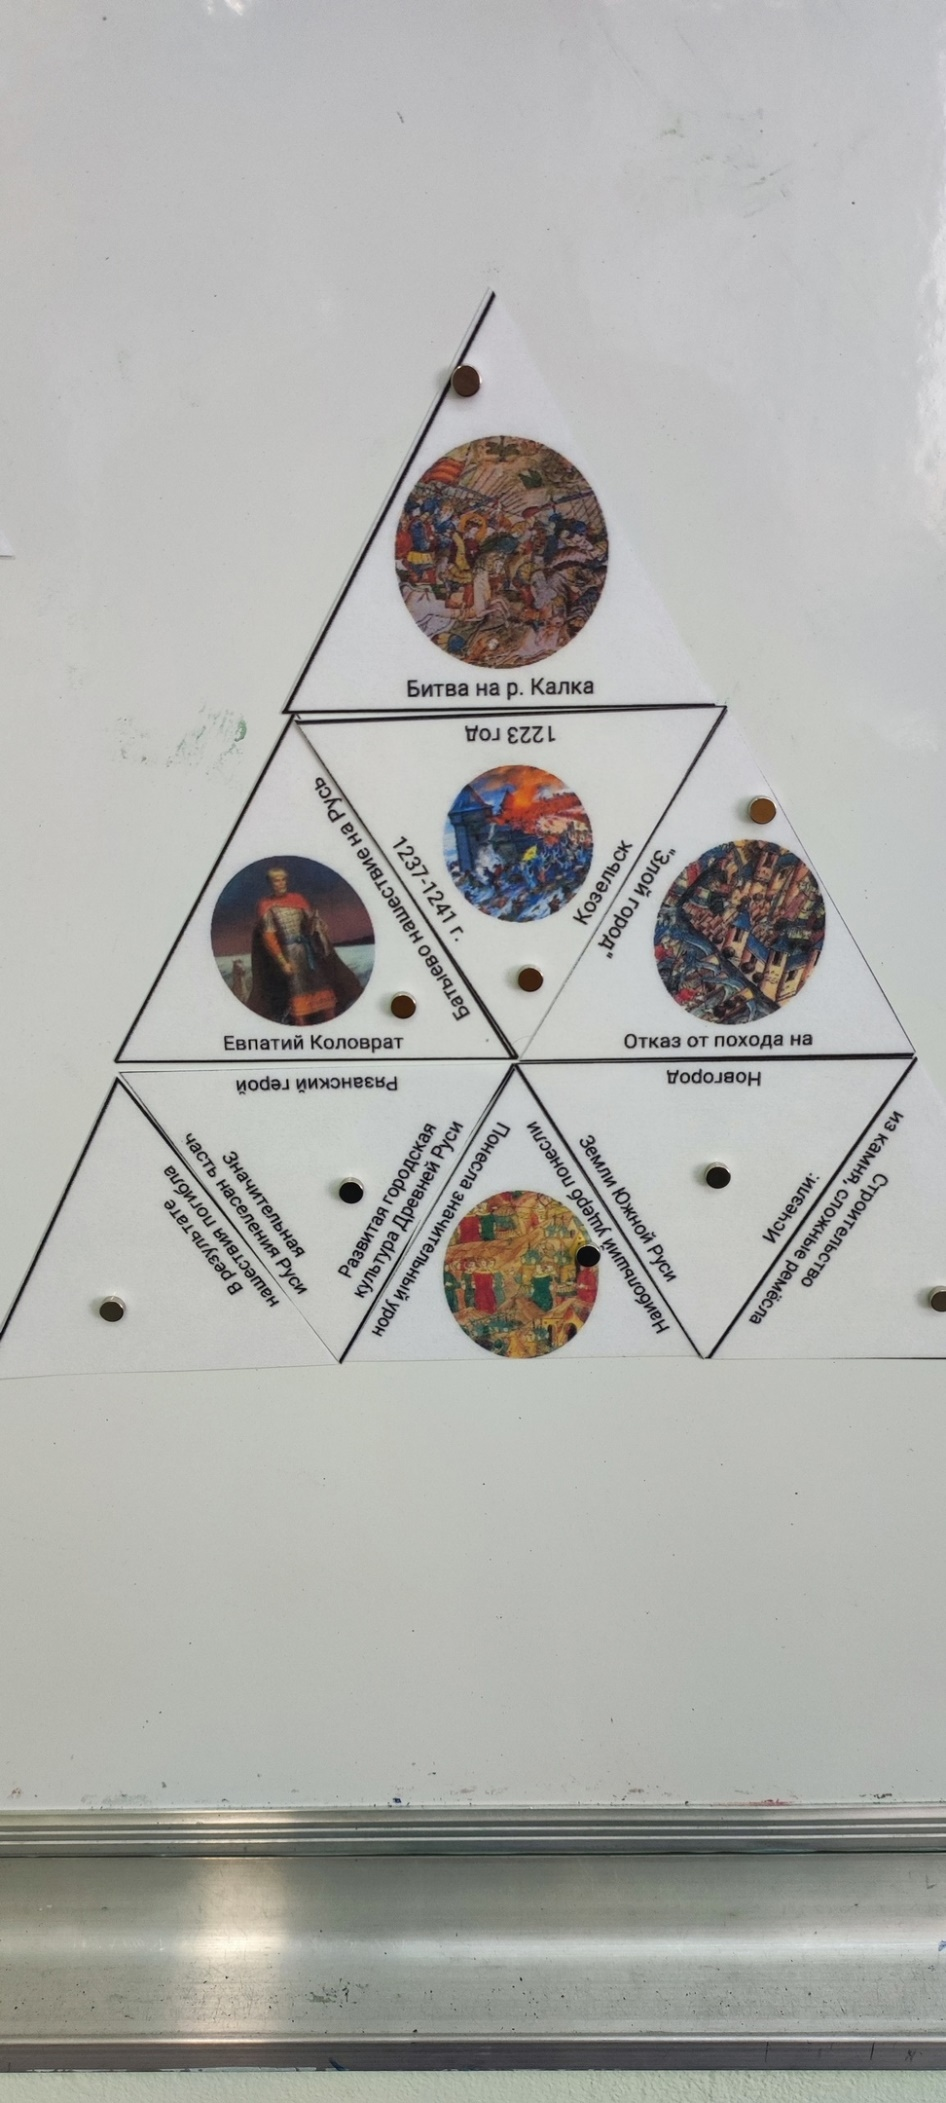 Битва на р. Калка
1223 год
Батыево нашествие на Русь
1237-1241 г.
Козельск
"Злой город"
Евпатий Коловрат
Отказ от похода на
Рязанский герой
Новгород
В результате
нашествия погибла
Значительная
часть населения Руси
Развитая городская
культура Древней Руси
Понесла значительный урон
Наибольший ущерб понесли
Земли Южной Руси
Исчезли:
Строительство
из камня, сложные ремёсла